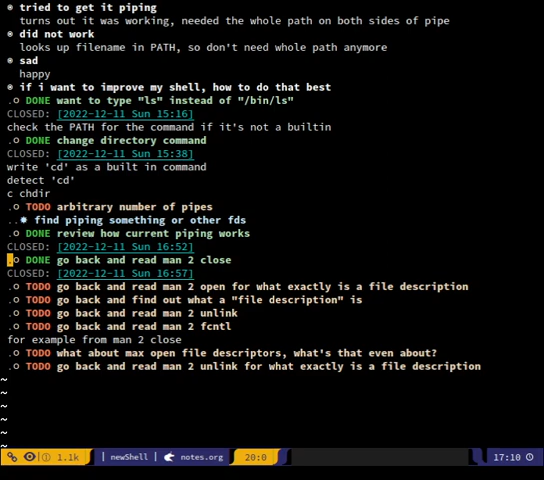 tried to get it piping
turns out it was working, needed the whole path on both sides of pipe
did not work
looks up filename in PATH, so don't need whole path anymore
sad
happy
if i want to improve my shell, how to do that best
.o DONE want to type "ls" instead of "/bin/ls"
CLOSED: [2022-12-11 Sun 15:16]
check the PATH for the command if it's not a builtin
.o DONE change directory command
CLOSED: [2022-12-11 Sun 15:38]
write 'cd' as a built in command
detect 'cd'
c chdir
.o TODO arbitrary number of pipes
..✸ find piping something or other fds
.o DONE review how current piping works
CLOSED: [2022-12-11 Sun 16:52]
.o DONE go back and read man 2 close
CLOSED: [2022-12-11 Sun 16:57]
.o TODO go back and read man 2 open for what exactly is a file description
.o TODO go back and find out what a "file description" is
.o TODO go back and read man 2 unlink
.o TODO go back and read man 2 fcntl
for example from man 2 close
.o TODO what about max open file descriptors, what's that even about?
.o TODO go back and read man 2 unlink for what exactly is a file description
~
~
~
~
~
~
① 1.1k | newShell | notes.org 20:0 17:10